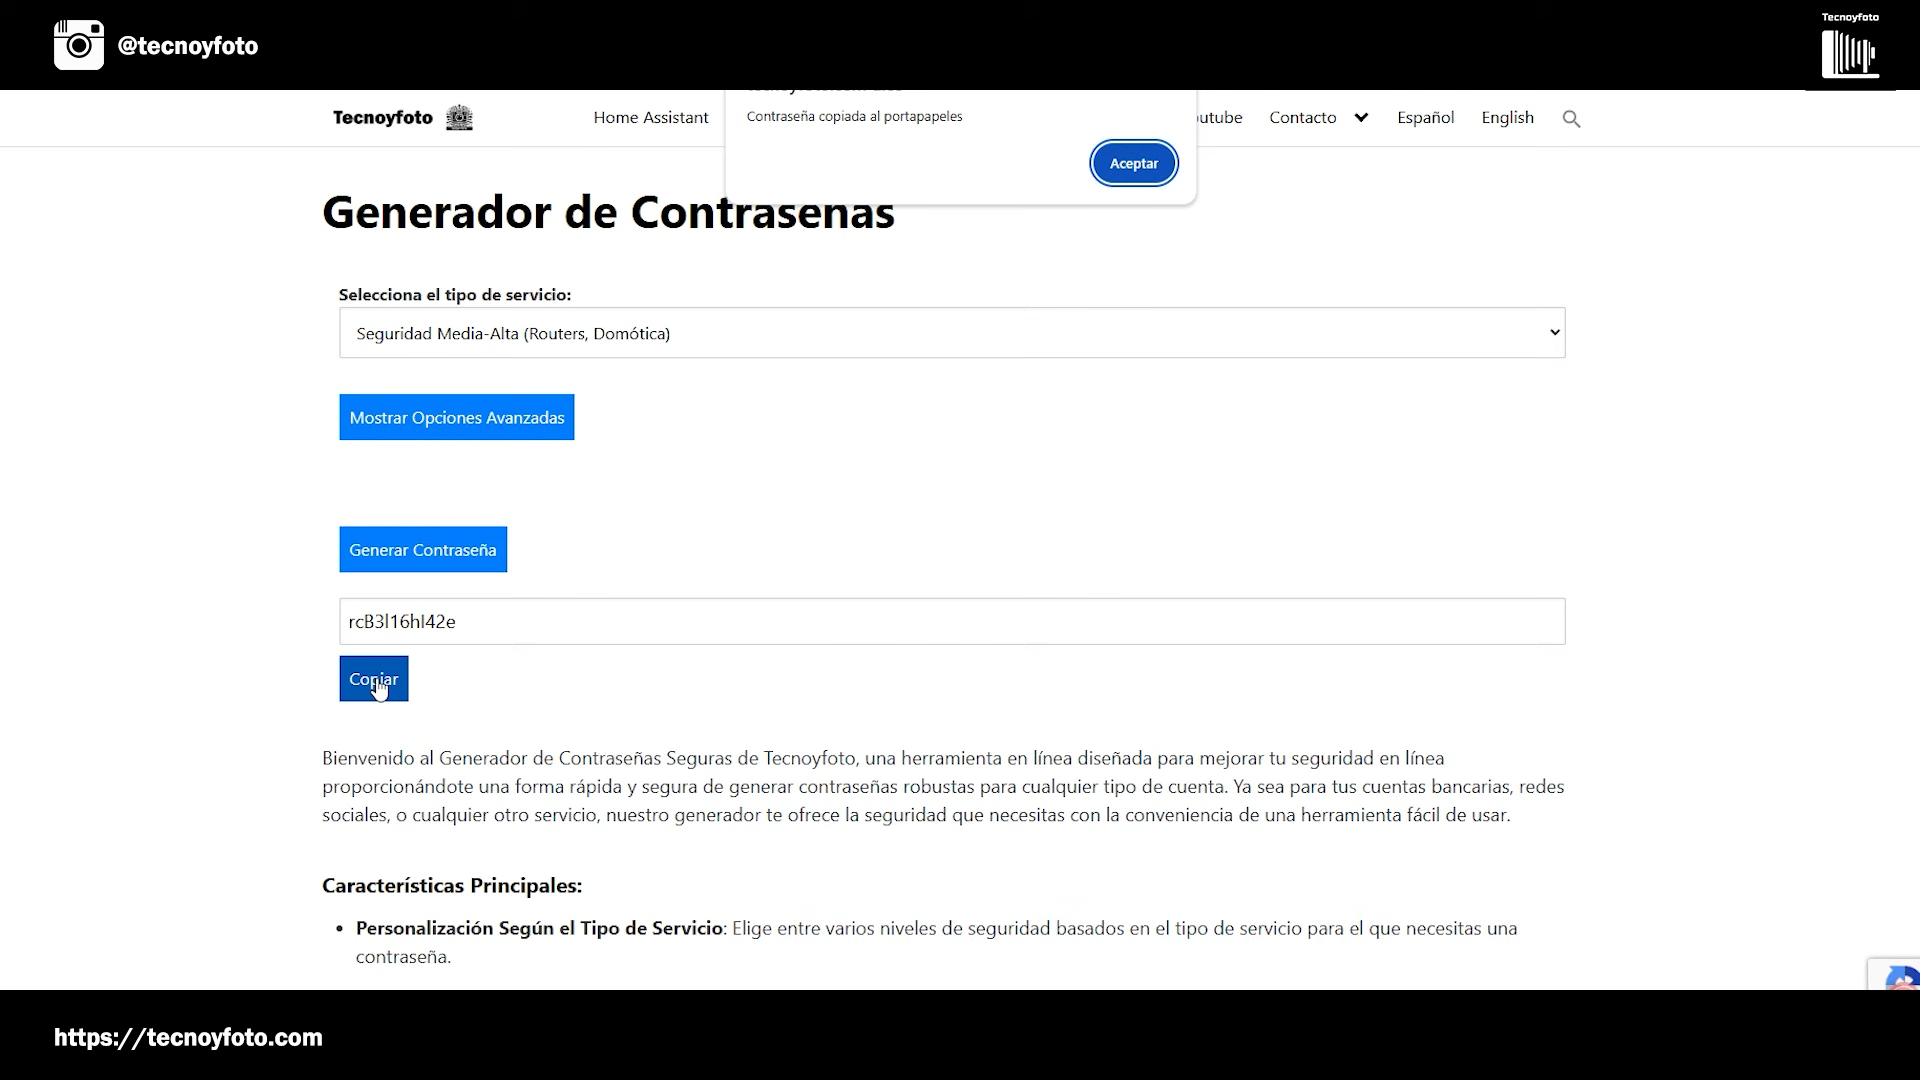 @tecnoyfoto
Tecnoyfoto
Tecnoyfoto
Home Assistant
Contraseña copiada al portapapeles
Aceptar
utube
Contacto
Español
English
Generador de Contraseñas
Selecciona el tipo de servicio:
Seguridad Media-Alta (Routers, Domótica)
Mostrar Opciones Avanzadas
Generar Contraseña
rcB3l16hI42e
Copiar
Bienvenido al Generador de Contraseñas Seguras de Tecnoyfoto, una herramienta en línea diseñada para mejorar tu seguridad en línea
proporcionándote una forma rápida y segura de generar contraseñas robustas para cualquier tipo de cuenta. Ya sea para tus cuentas bancarias, redes
sociales, o cualquier otro servicio, nuestro generador te ofrece la seguridad que necesitas con la conveniencia de una herramienta fácil de usar.
Características Principales:
• Personalización Según el Tipo de Servicio: Elige entre varios niveles de seguridad basados en el tipo de servicio para el que necesitas una
contraseña.
https://tecnoyfoto.com